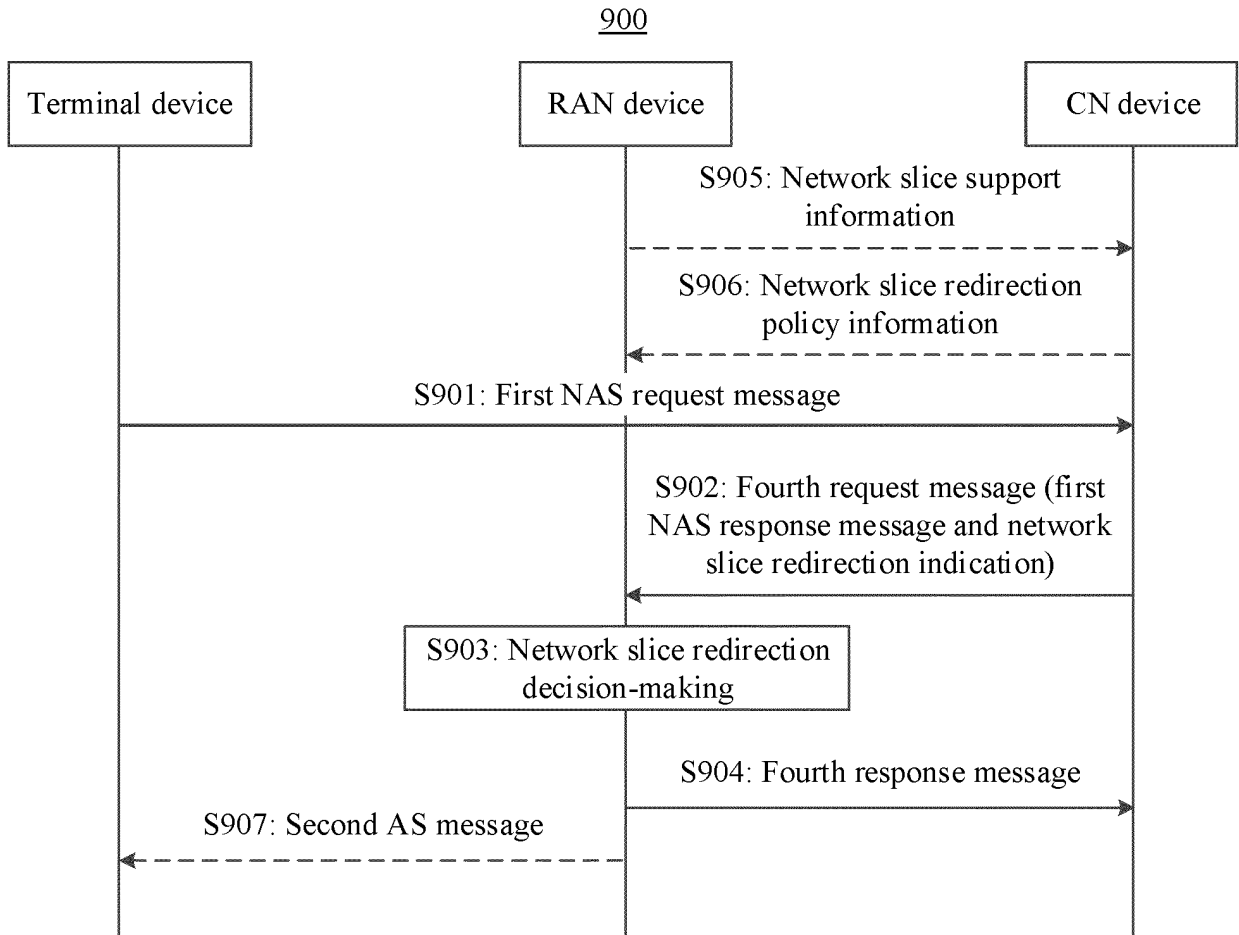 900
Terminal device
RAN device
CN device
S905: Network slice support
information
S906: Network slice redirection
policy information
S901: First NAS request message
S902: Fourth request message (first
NAS response message and network
slice redirection indication)
S903: Network slice redirection
decision-making
S904: Fourth response message
S907: Second AS message